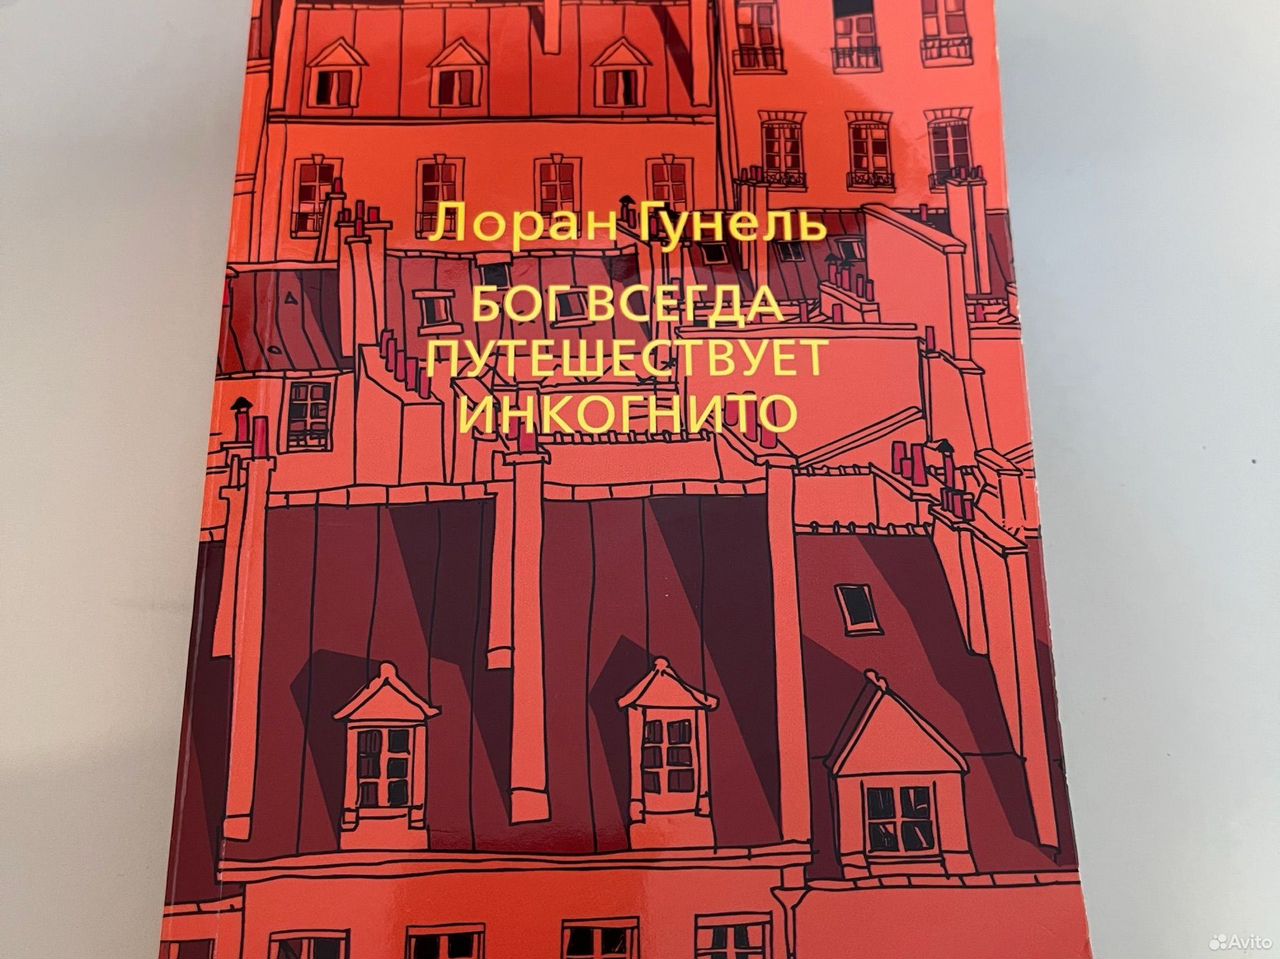 Лоран Гунель
БОГ ВСЕГДА
ПУТЕШЕСТВУЕТ
ИНКОГНИТО
Avito